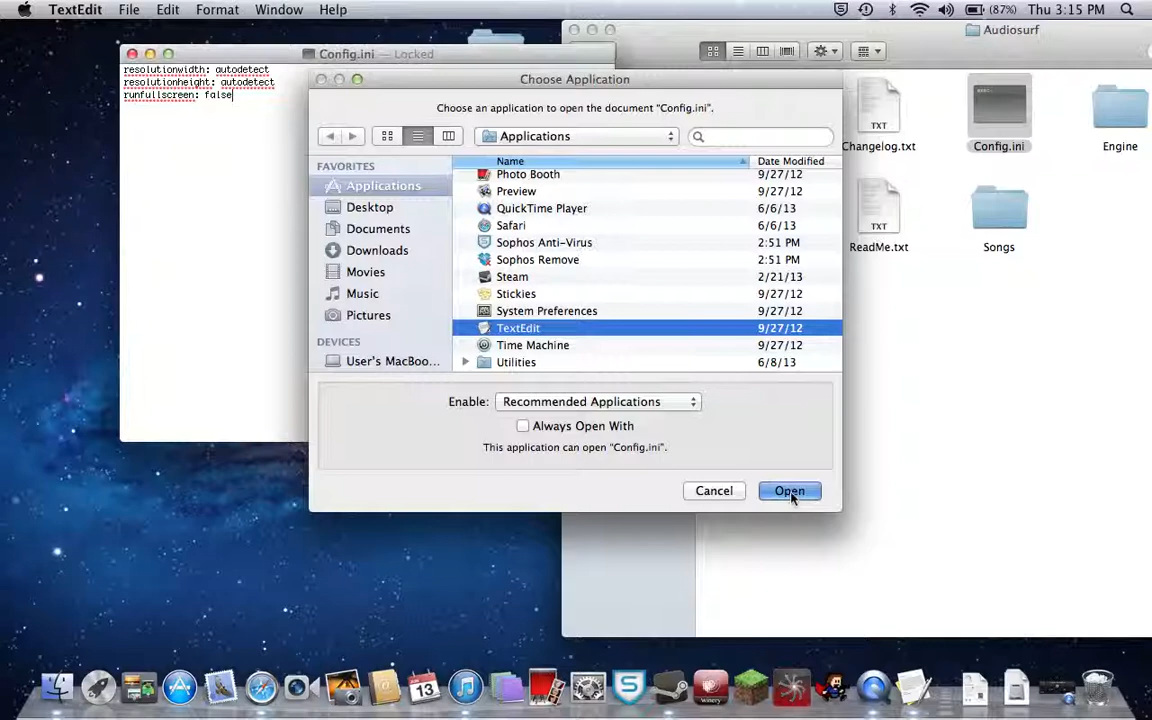 TextEdit File Edit Format Window Help (87%) Thu 3:15 PM
Audiosurf
Config.ini — Locked
resolutionwidth: autodetect
resolutionheight: autodetect
runfullscreen: false
Choose Application
Choose an application to open the document "Config.ini".
Applications
FAVORITES
Applications
Desktop
Documents
Downloads
Movies
Music
Pictures
DEVICES
User's MacBoo...
Name Date Modified
Photo Booth 9/27/12
Preview 9/27/12
QuickTime Player 6/6/13
Safari 6/6/13
Sophos Anti-Virus 2:51 PM
Sophos Remove 2:51 PM
Steam 2/21/13
Stickies 9/27/12
System Preferences 9/27/12
TextEdit 9/27/12
Time Machine 9/27/12
Utilities 6/8/13
Enable: Recommended Applications
Always Open With
This application can open "Config.ini".
Cancel Open
TXT
Changelog.txt Config.ini Engine
TXT
ReadMe.txt Songs
13